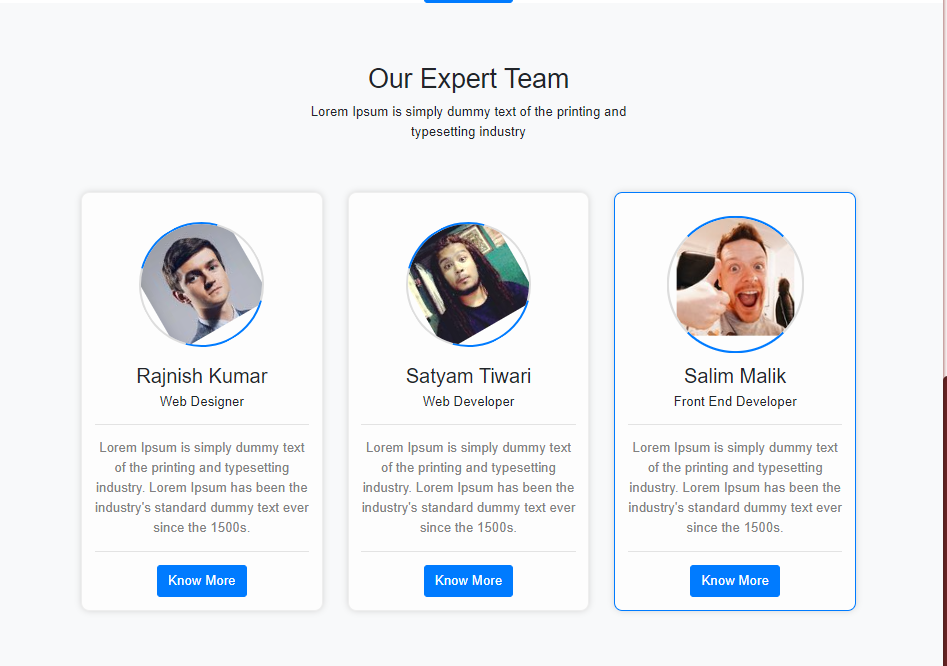 Our Expert Team
Lorem Ipsum is simply dummy text of the printing and
typesetting industry
Rajnish Kumar
Web Designer
Lorem Ipsum is simply dummy text
of the printing and typesetting
industry. Lorem Ipsum has been the
industry's standard dummy text ever
since the 1500s.
Know More
Satyam Tiwari
Web Developer
Lorem Ipsum is simply dummy text
of the printing and typesetting
industry. Lorem Ipsum has been the
industry's standard dummy text ever
since the 1500s.
Know More
Salim Malik
Front End Developer
Lorem Ipsum is simply dummy text
of the printing and typesetting
industry. Lorem Ipsum has been the
industry's standard dummy text ever
since the 1500s.
Know More